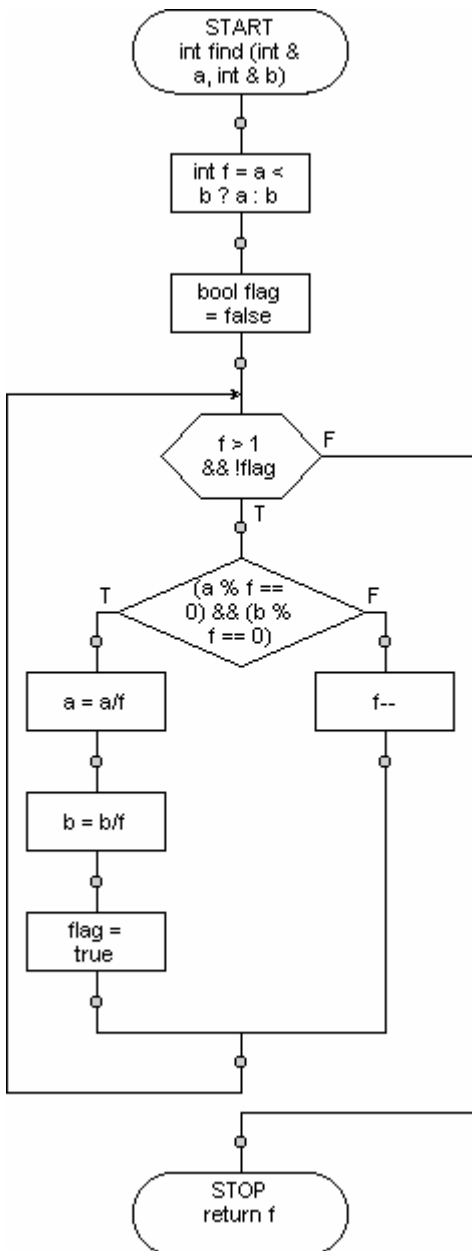 START
int find (int &
a, int & b)
int f = a <
b ? a : b
bool flag
= false
f > 1
&& !flag
F
T
(a % f ==
0) && (b %
f == 0)
T
F
a = a/f
f--
b = b/f
flag =
true
STOP
return f